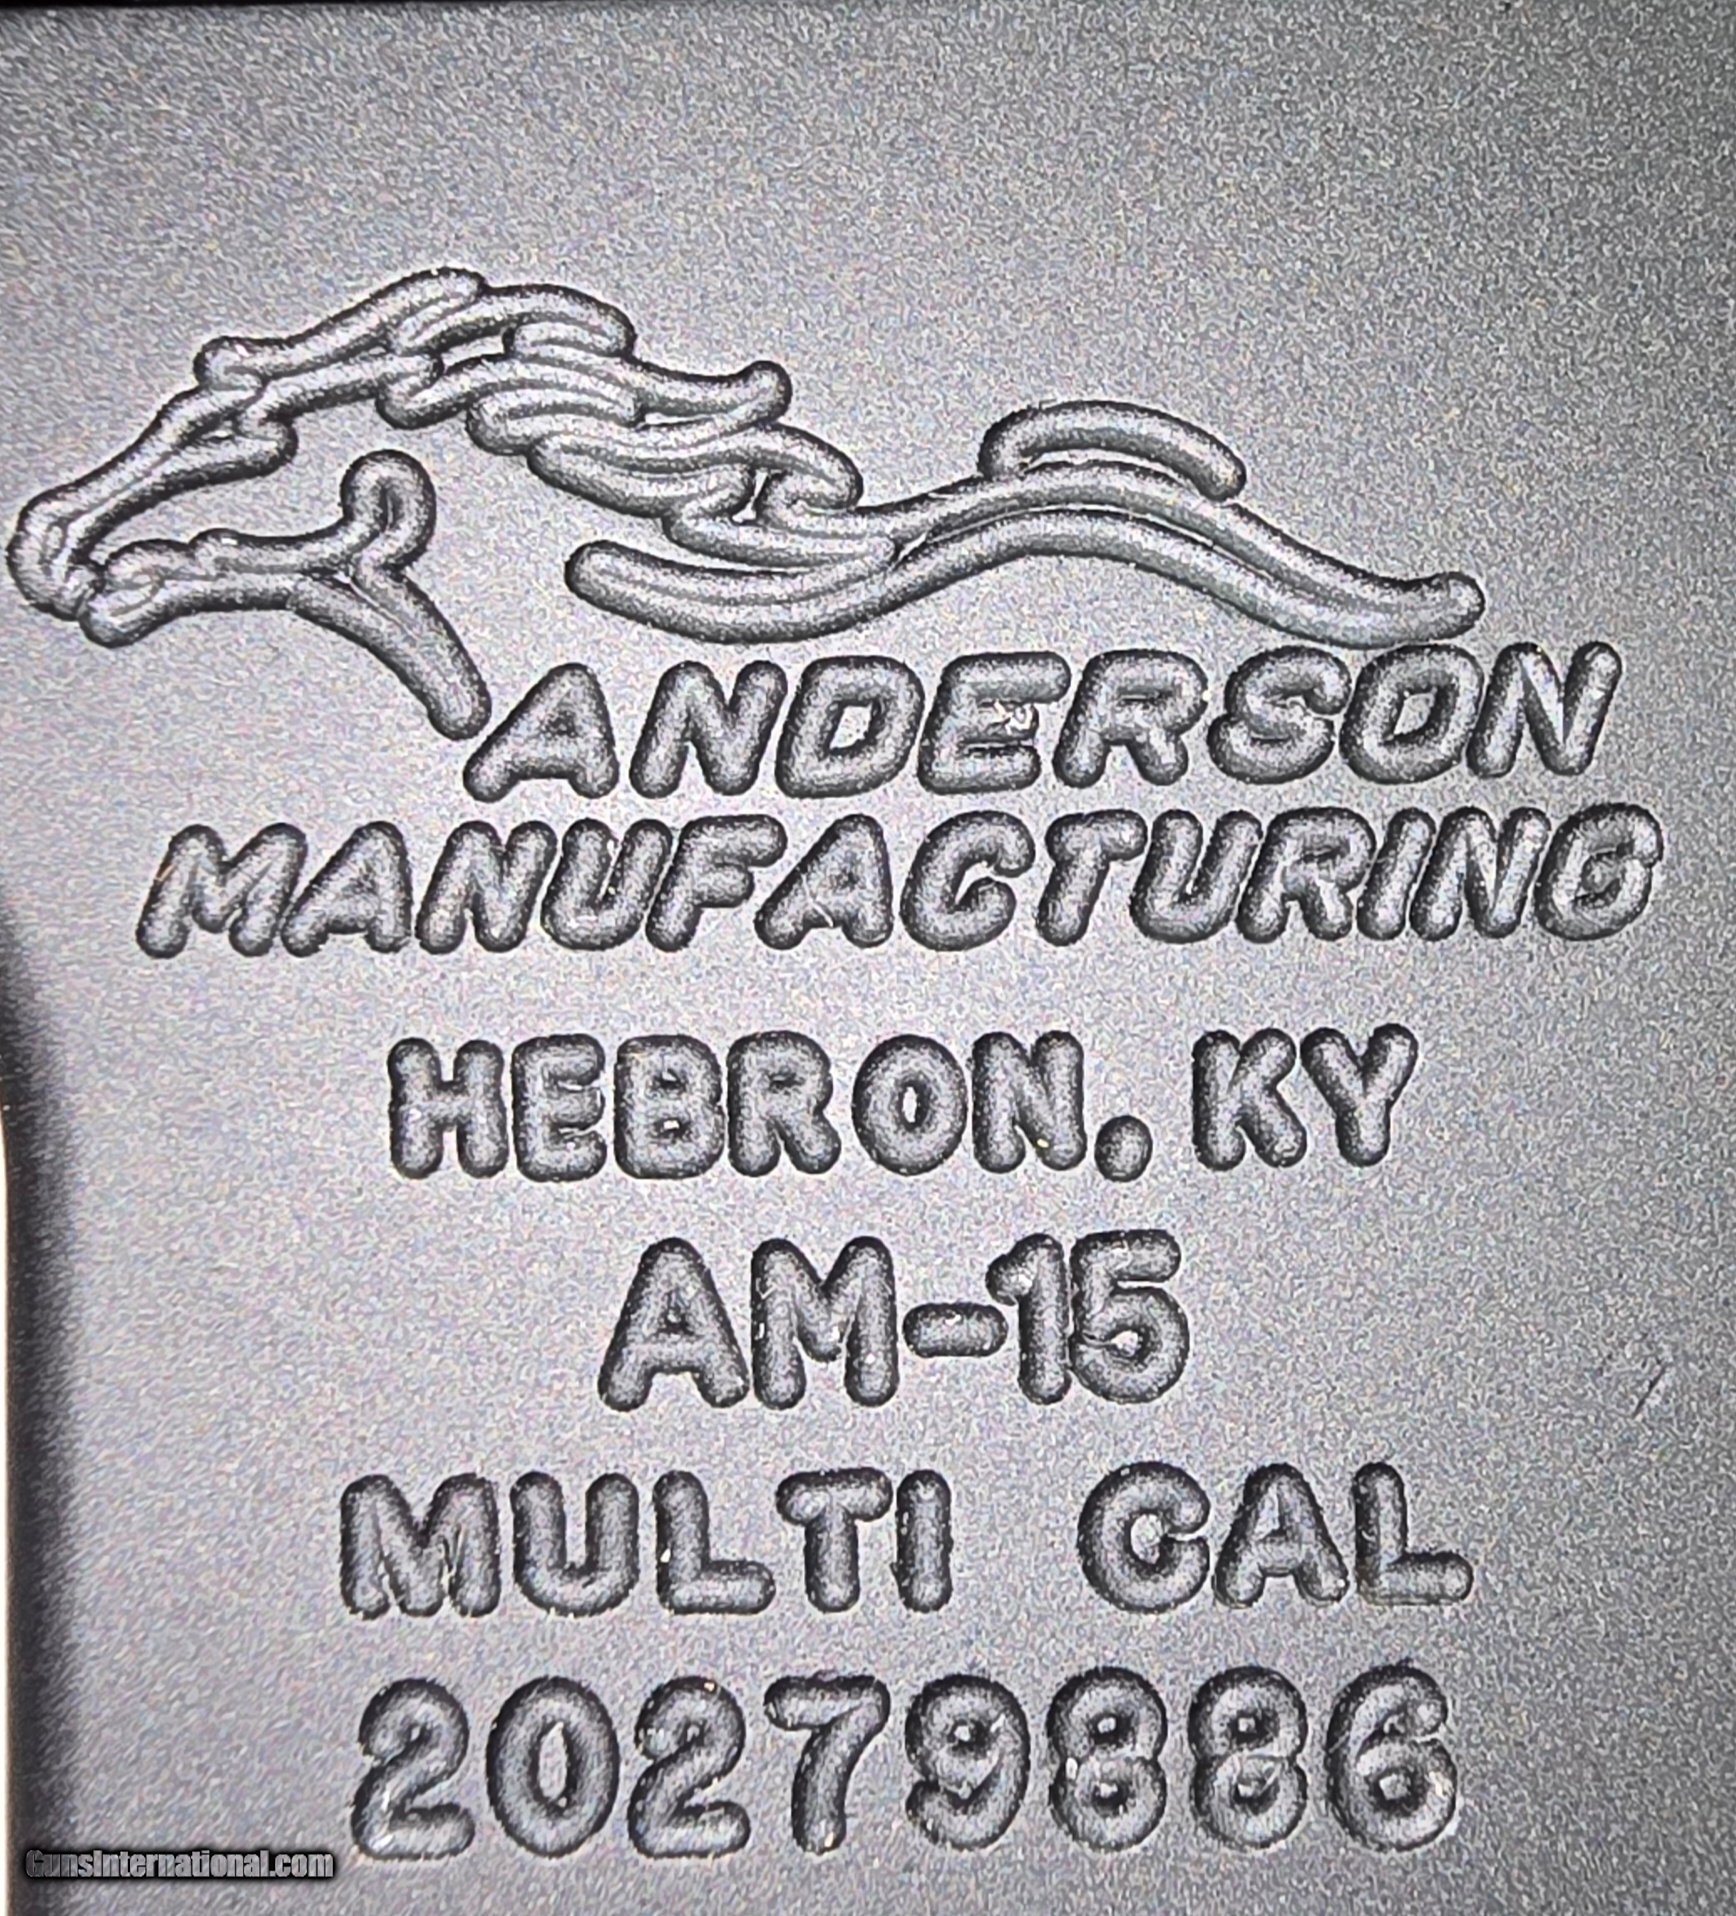 ANDERSON
MANUFACTURING
HEBRON, KY
AM-15
MULTI CAL
20279886
GunsInternational.com